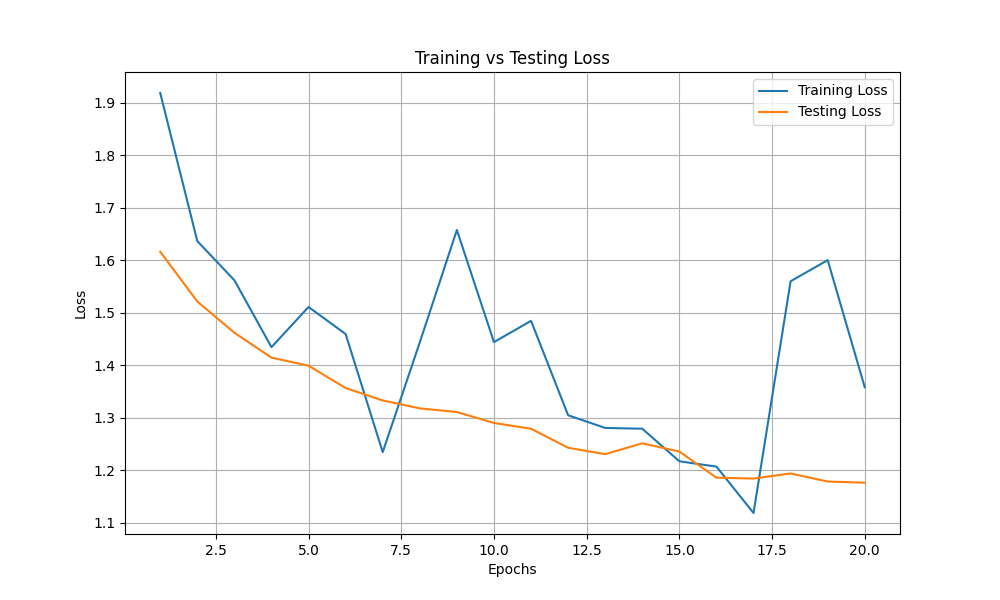 Training vs Testing Loss
Training Loss
Testing Loss
1.9
1.8
1.7
1.6
1.5
1.4
1.3
1.2
1.1
Loss
2.5 5.0 7.5 10.0 12.5 15.0 17.5 20.0
Epochs